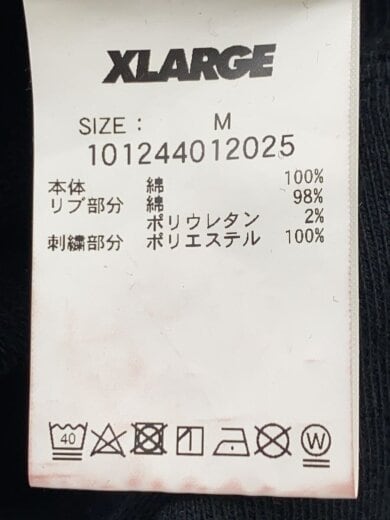 XLARGE
SIZE : M
101244012025
本体 綿 100%
リブ部分 綿 98%
ポリウレタン 2%
刺繍部分 ポリエステル 100%
40 W